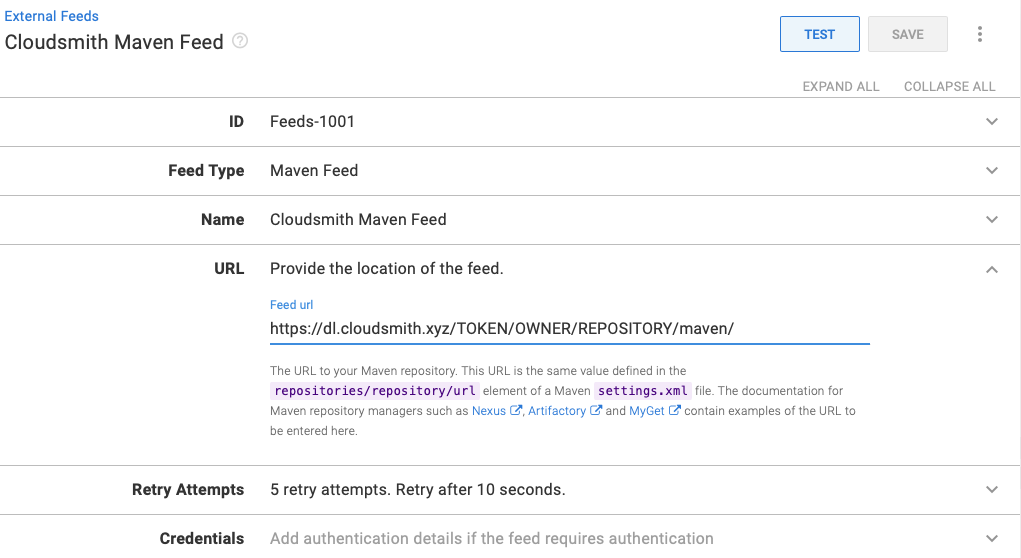 External Feeds
Cloudsmith Maven Feed
TEST
SAVE
EXPAND ALL
COLLAPSE ALL
ID Feeds-1001
Feed Type Maven Feed
Name Cloudsmith Maven Feed
URL Provide the location of the feed.
Feed url
https://dl.cloudsmith.xyz/TOKEN/OWNER/REPOSITORY/maven/
The URL to your Maven repository. This URL is the same value defined in the
repositories/repository/url element of a Maven settings.xml file. The documentation for
Maven repository managers such as Nexus, Artifactory and MyGet contain examples of the URL to
be entered here.
Retry Attempts 5 retry attempts. Retry after 10 seconds.
Credentials Add authentication details if the feed requires authentication